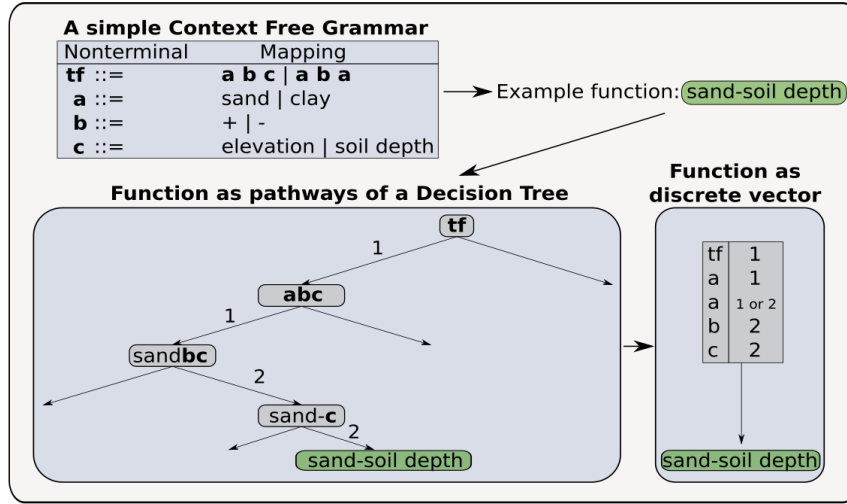 A simple Context Free Grammar
Nonterminal Mapping
tf ::= a b c | a b a
a ::= sand | clay
b ::= + | -
c ::= elevation | soil depth
Example function: sand-soil depth
Function as pathways of a Decision Tree
tf
1
abc
1
sandbc
2
sand-c
2
sand-soil depth
Function as
discrete vector
tf 1
a 1
a 1 or 2
b 2
c 2
sand-soil depth